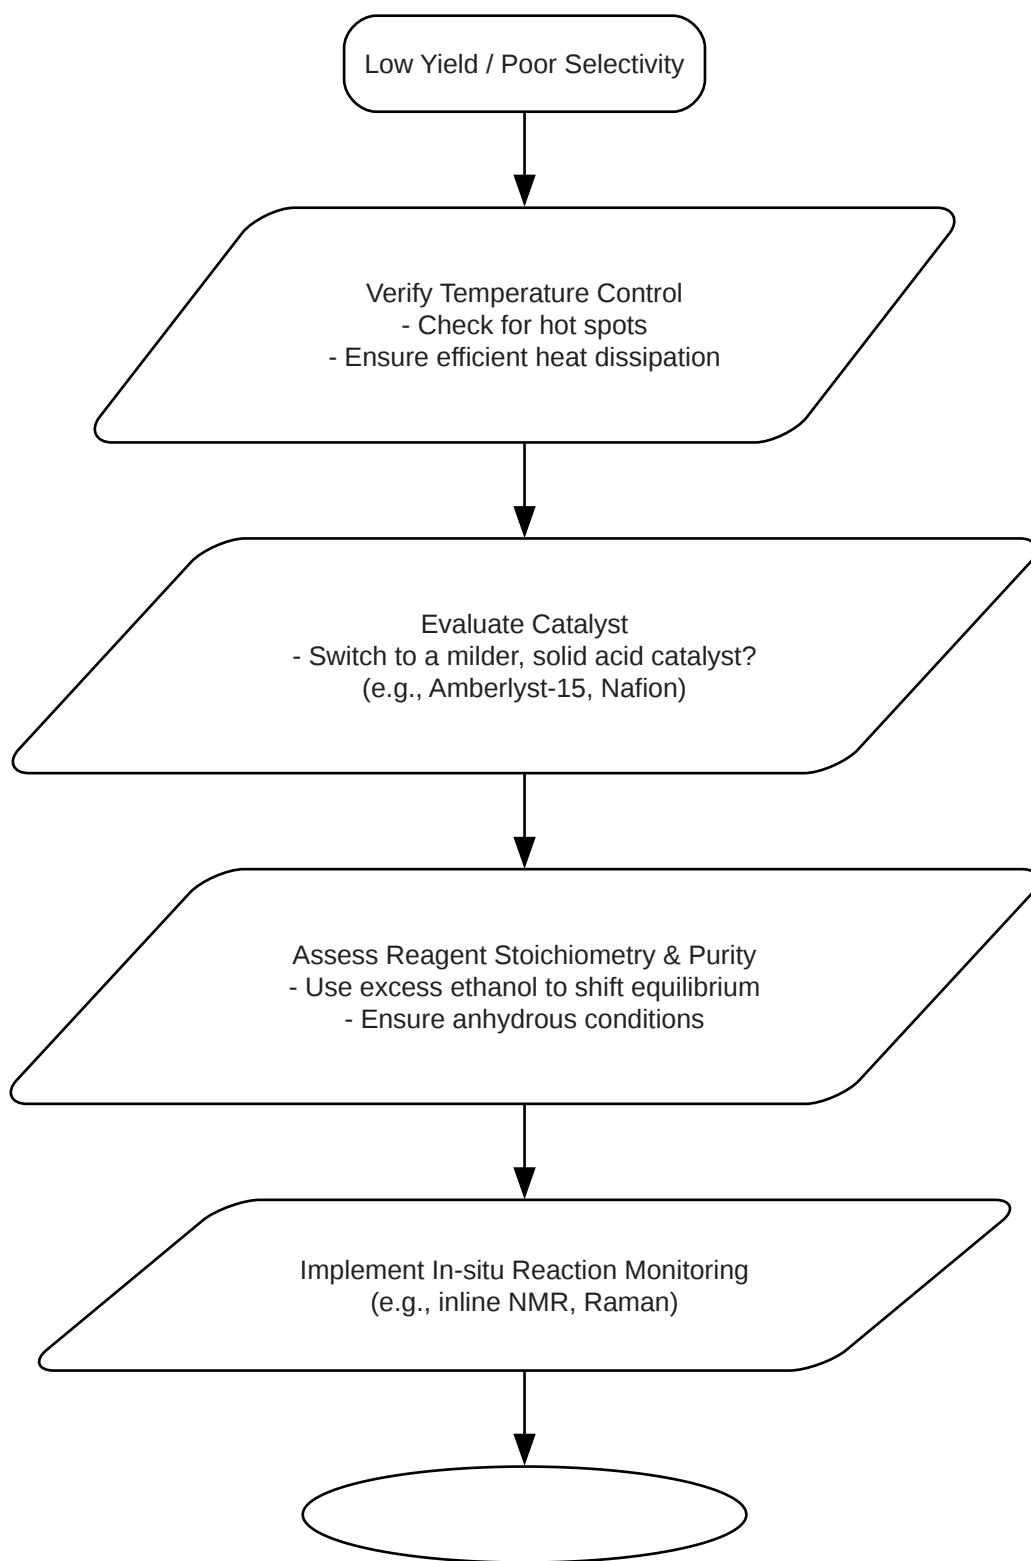 Low Yield / Poor Selectivity
Verify Temperature Control
- Check for hot spots
- Ensure efficient heat dissipation
Evaluate Catalyst
- Switch to a milder, solid acid catalyst?
(e.g., Amberlyst-15, Nafion)
Assess Reagent Stoichiometry & Purity
- Use excess ethanol to shift equilibrium
- Ensure anhydrous conditions
Implement In-situ Reaction Monitoring
(e.g., inline NMR, Raman)